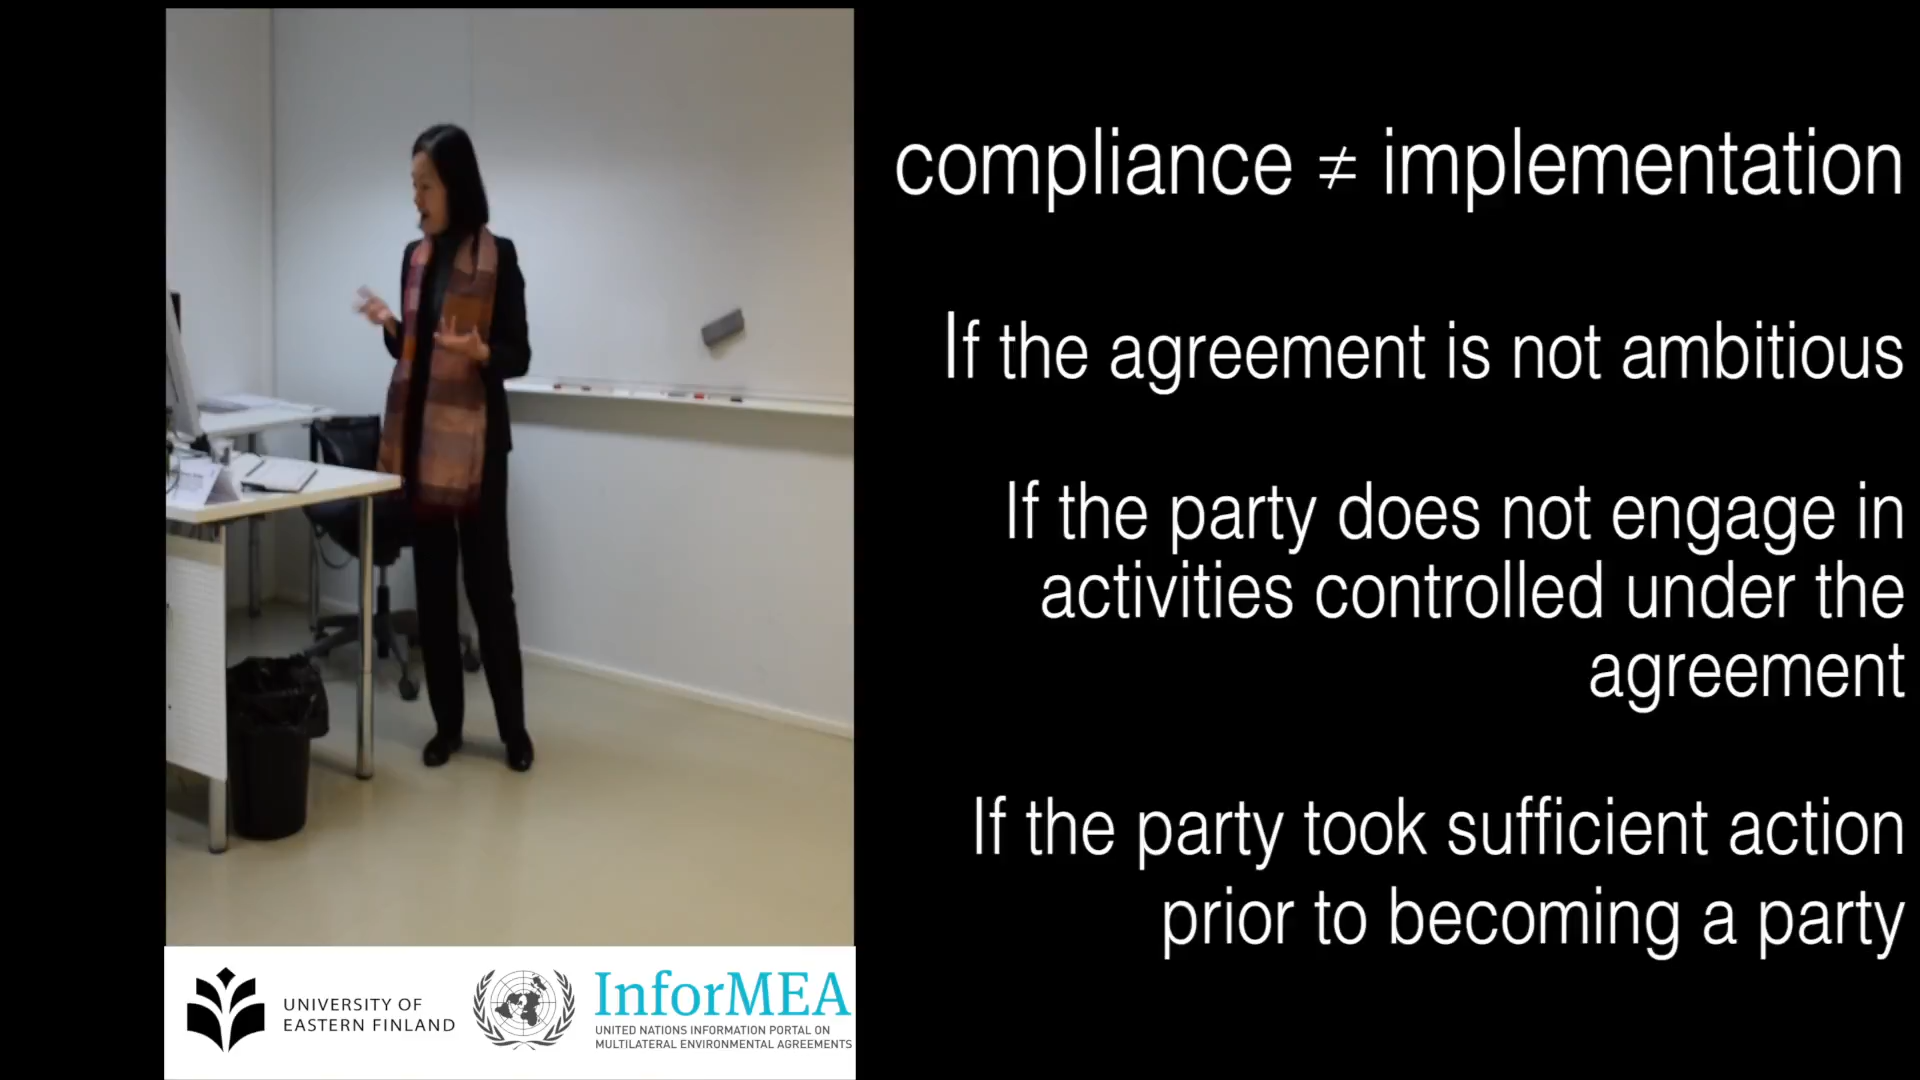 compliance ≠ implementation
If the agreement is not ambitious
If the party does not engage in
activities controlled under the
agreement
If the party took sufficient action
prior to becoming a party
UNIVERSITY OF
EASTERN FINLAND
InforMEA
UNITED NATIONS INFORMATION PORTAL ON
MULTILATERAL ENVIRONMENTAL AGREEMENTS